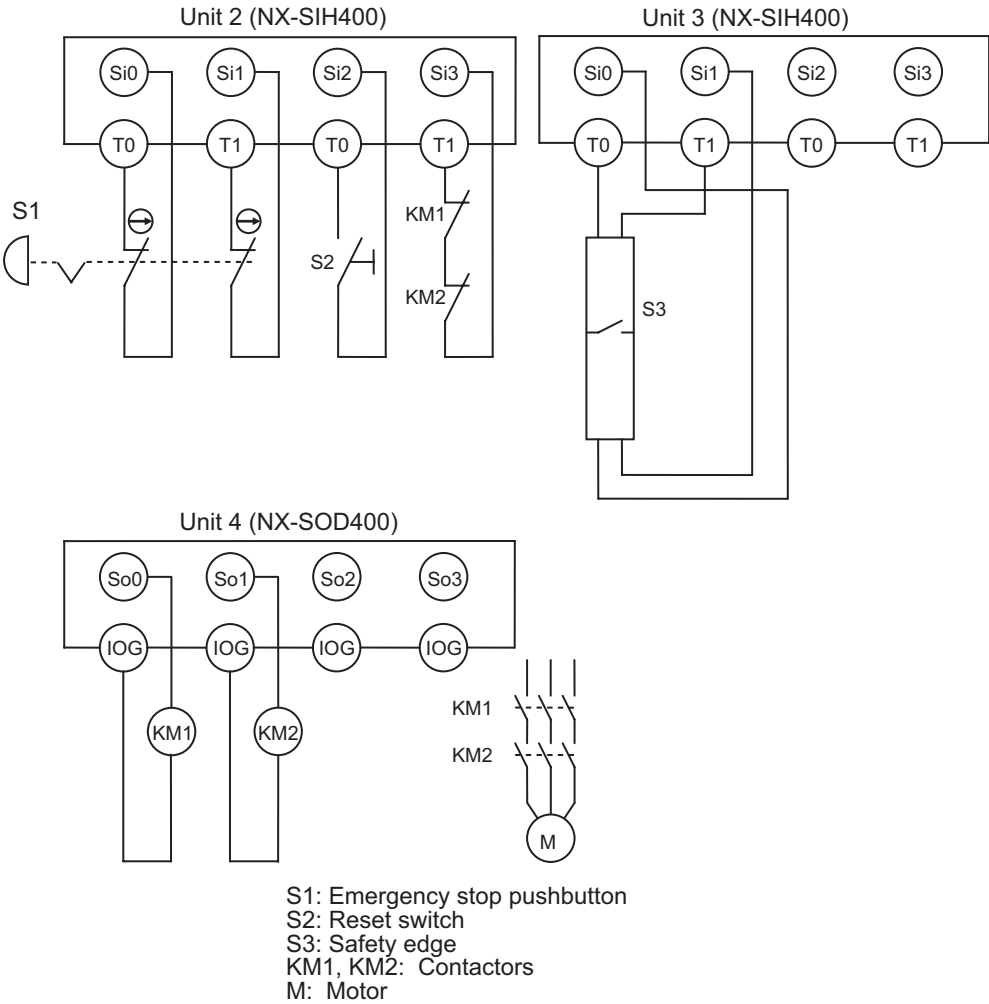 Unit 2 (NX-SIH400)
Si0 Si1 Si2 Si3
T0 T1 T0 T1
S1
S2
KM1
KM2
Unit 3 (NX-SIH400)
Si0 Si1 Si2 Si3
T0 T1 T0 T1
S3
Unit 4 (NX-SOD400)
So0 So1 So2 So3
IOG IOG IOG IOG
KM1 KM2
KM1
KM2
M
S1: Emergency stop pushbutton
S2: Reset switch
S3: Safety edge
KM1, KM2: Contactors
M: Motor